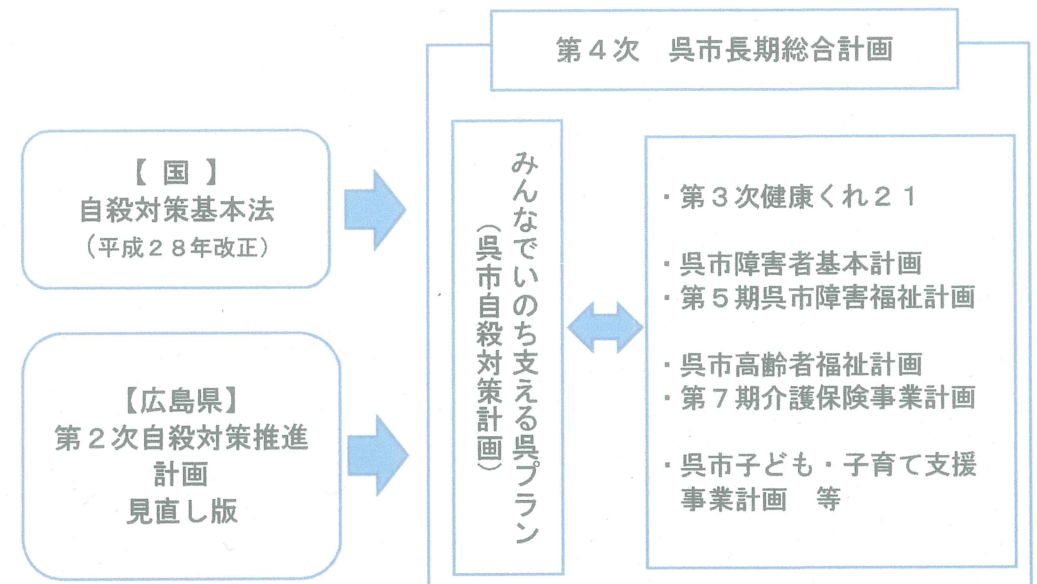 第４次　呉市長期総合計画
【 国 】
自殺対策基本法
（平成２８年改正）
【広島県】
第２次自殺対策推進
計画
見直し版
みんなでいのち支える呉プラン
（呉市自殺対策計画）
・第３次健康くれ２１
・呉市障害者基本計画
・第５期呉市障害福祉計画
・呉市高齢者福祉計画
・第７期介護保険事業計画
・呉市子ども・子育て支援
事業計画　等